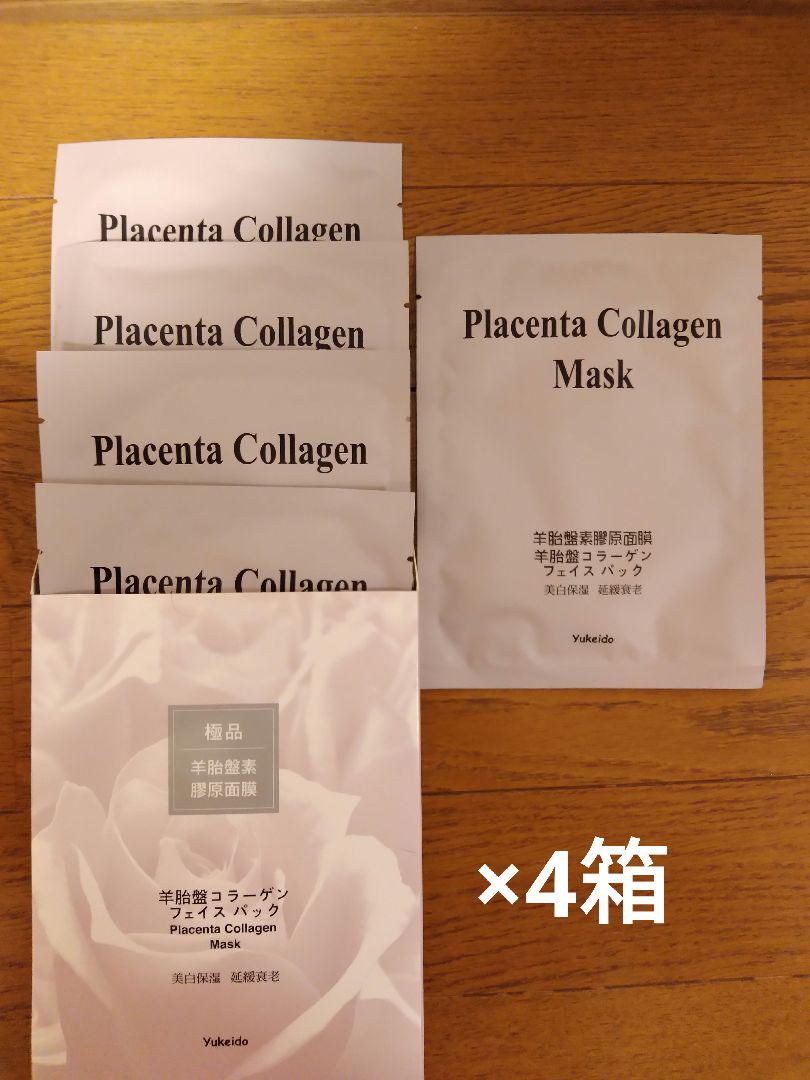 Placenta Collagen
Placenta Collagen
Placenta Collagen
Placenta Collagen
極品
羊胎盤素
膠原面膜
羊胎盤コラーゲン
フェイス パック
Placenta Collagen
Mask
美白保湿 延緩衰老
Yukeido
Placenta Collagen
Mask
羊胎盤素膠原面膜
羊胎盤コラーゲン
フェイス パック
美白保湿 延緩衰老
Yukeido
×4箱